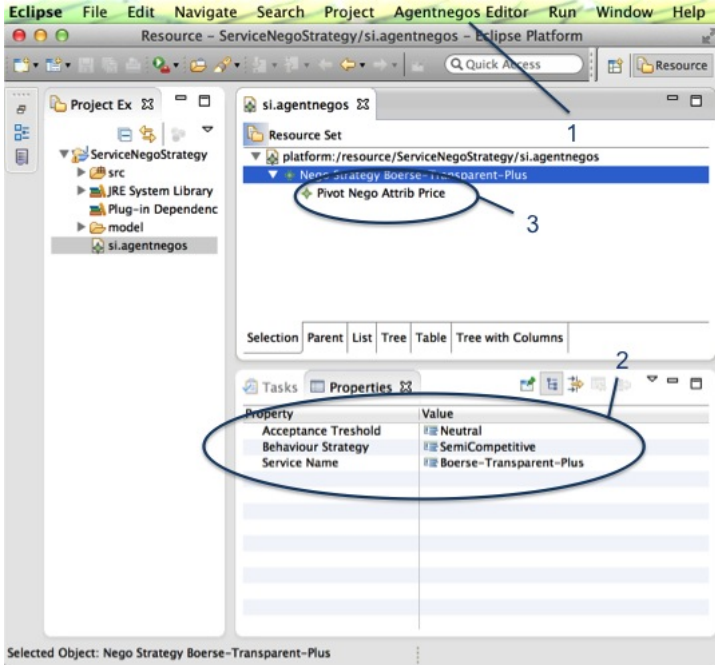 Eclipse File Edit Navigate Search Project Agentnegos Editor Run Window Help
Resource - ServiceNegoStrategy/si.agentnegos - Eclipse Platform
Quick Access
Resource
Project Ex
si.agentnegos
1
Resource Set
ServiceNegoStrategy
src
JRE System Library
Plug-in Dependenc
model
si.agentnegos
platform:/resource/ServiceNegoStrategy/si.agentnegos
Nego Strategy Boerse-Transparent-Plus
Pivot Nego Attrib Price
3
Selection Parent List Tree Table Tree with Columns
2
Tasks Properties
Property Value
Acceptance Treshold Neutral
Behaviour Strategy SemiCompetitive
Service Name Boerse-Transparent-Plus
Selected Object: Nego Strategy Boerse-Transparent-Plus